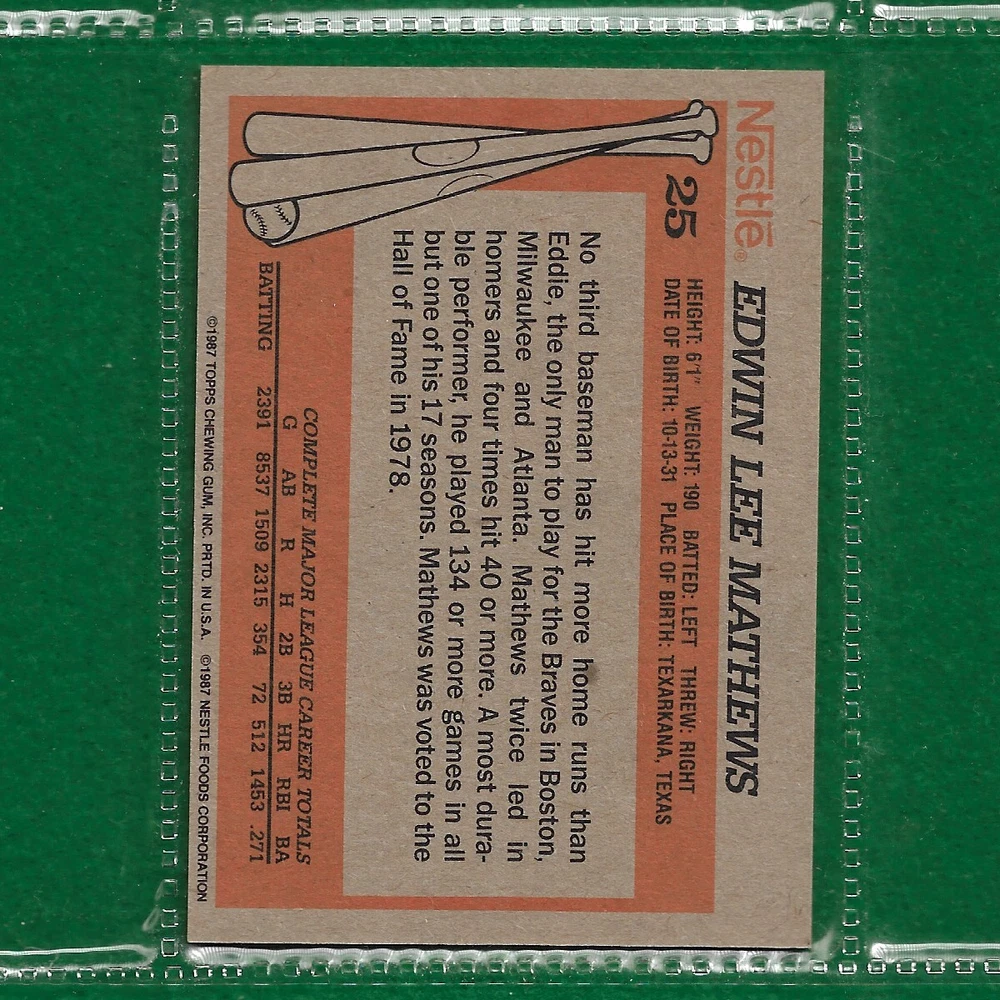 Nestlé®
EDWIN LEE MATHEWS
25
HEIGHT: 6'1" WEIGHT: 190 BATTED: LEFT THREW: RIGHT
DATE OF BIRTH: 10-13-31 PLACE OF BIRTH: TEXARKANA, TEXAS
No third baseman has hit more home runs than
Eddie, the only man to play for the Braves in Boston,
Milwaukee and Atlanta. Mathews twice led in
homers and four times hit 40 or more. A most dura-
ble performer, he played 134 or more games in all
but one of his 17 seasons. Mathews was voted to the
Hall of Fame in 1978.
COMPLETE MAJOR LEAGUE CAREER TOTALS
G AB R H 2B 3B HR RBI BA
BATTING 2391 8537 1509 2315 354 72 512 1453 .271
©1987 TOPPS CHEWING GUM, INC. PRTD. IN U.S.A. ©1987 NESTLE FOODS CORPORATION